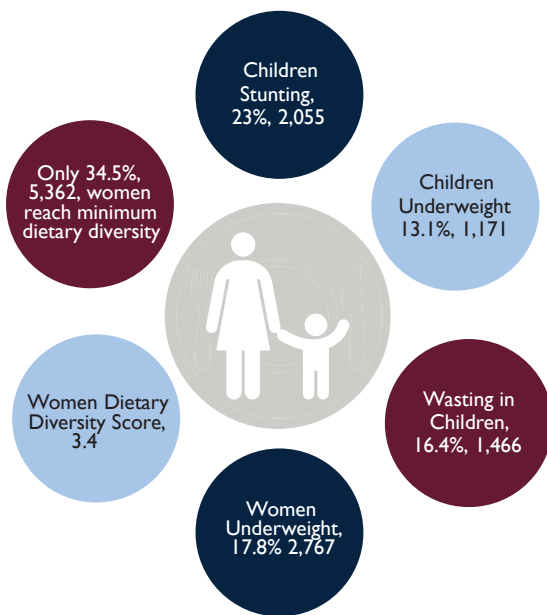 Children
Stunting,
23%, 2,055
Children
Underweight
13.1%, 1,171
Wasting in
Children,
16.4%, 1,466
Women
Underweight,
17.8% 2,767
Women Dietary
Diversity Score,
3.4
Only 34.5%,
5,362, women
reach minimum
dietary diversity